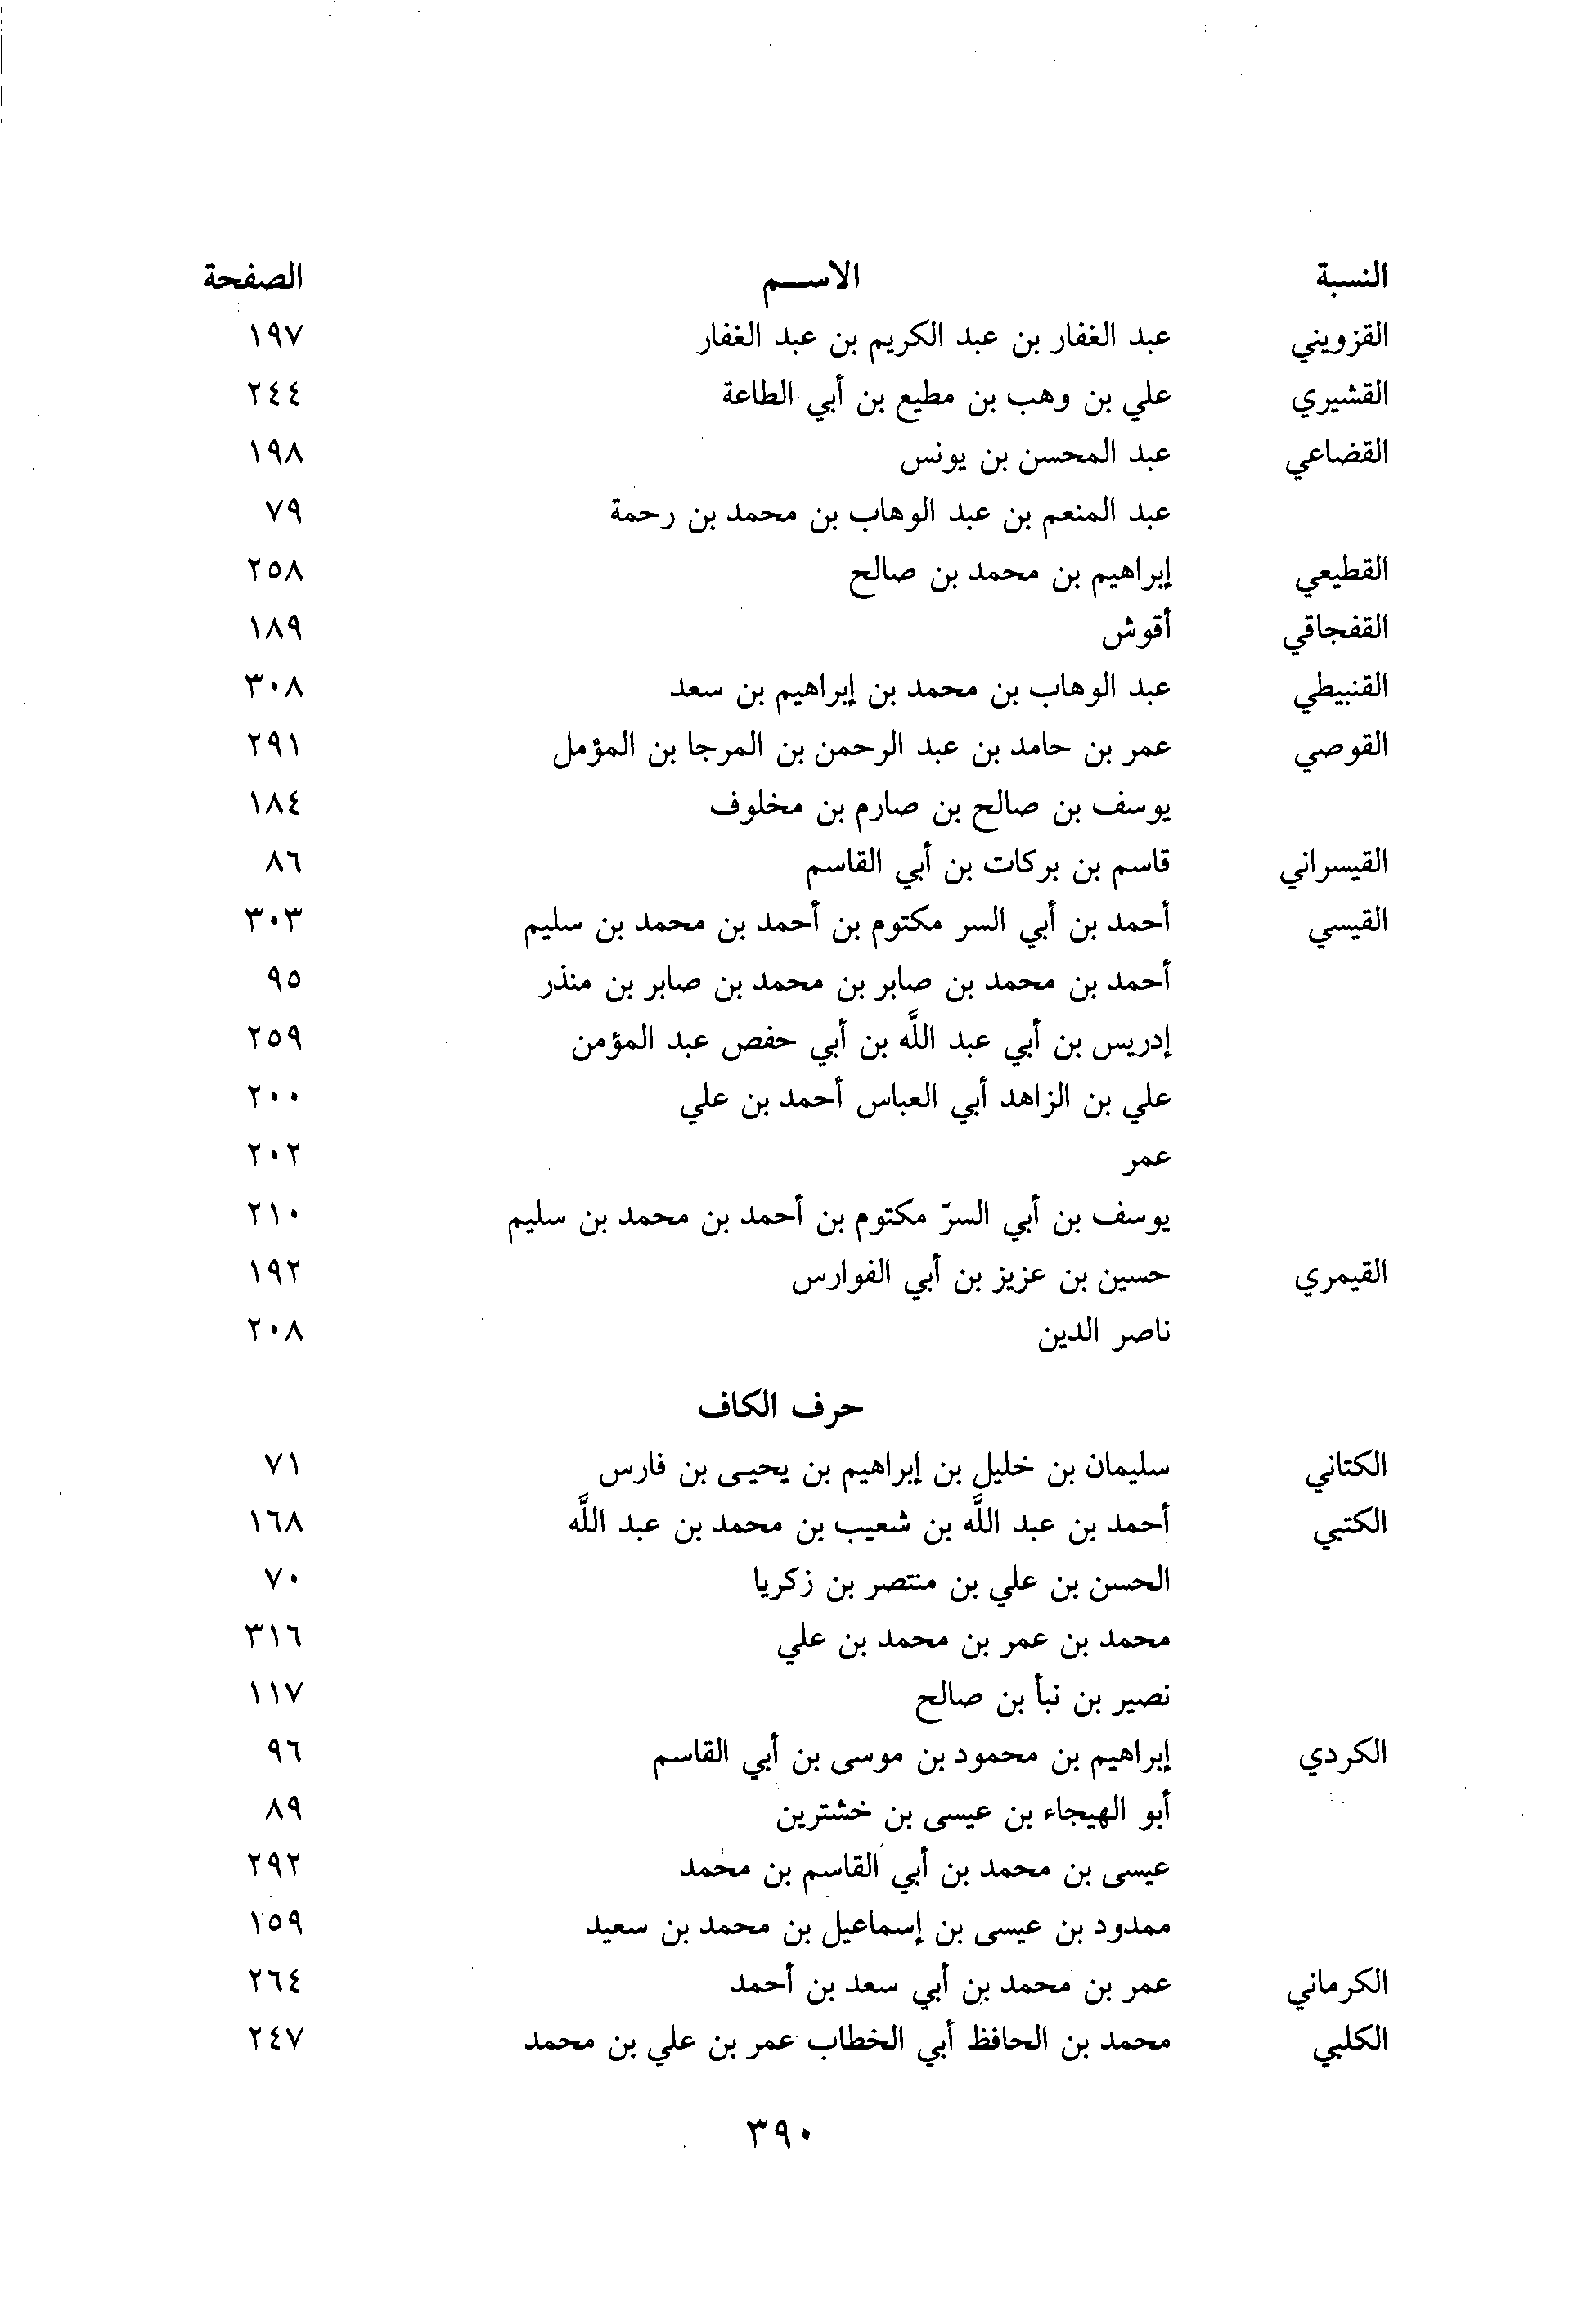 النسبة الاســم الصفحة
القزويني عبد الغفار بن عبد الكريم بن عبد الغفار ١٩٧
القشيري علي بن وهب بن مطيع بن أبي الطاعة ٢٤٤
القضاعي عبد المحسن بن يونس ١٩٨
عبد المنعم بن عبد الوهاب بن محمد بن رحمة ٧٩
القطيعي إبراهيم بن محمد بن صالح ٢٥٨
القفجاقي أقوش ١٨٩
القنبيطي عبد الوهاب بن محمد بن إبراهيم بن سعد ٣٠٨
القوصي عمر بن حامد بن عبد الرحمن بن المرجا بن المؤمل ٢٩١
يوسف بن صالح بن صارم بن مخلوف ١٨٤
القيسراني قاسم بن بركات بن أبي القاسم ٨٦
القيسي أحمد بن أبي السر مكتوم بن أحمد بن محمد بن سليم ٣٠٣
أحمد بن محمد بن صابر بن محمد بن صابر بن منذر ٩٥
إدريس بن أبي عبد اللَّه بن أبي حفص عبد المؤمن ٢٥٩
علي بن الزاهد أبي العباس أحمد بن علي ٢٠٠
عمر ٢٠٢
يوسف بن أبي السرّ مكتوم بن أحمد بن محمد بن سليم ٢١٠
القيمري حسين بن عزيز بن أبي الفوارس ١٩٢
ناصر الدين ٢٠٨
حرف الكاف
الكتاني سليمان بن خليل بن إبراهيم بن يحيـى بن فارس ٧١
الكتبي أحمد بن عبد اللَّه بن شعيب بن محمد بن عبد اللَّه ١٦٨
الحسن بن علي بن منتصر بن زكريا ٧٠
محمد بن عمر بن محمد بن علي ٣١٦
نصير بن نبأ بن صالح ١١٧
الكردي إبراهيم بن محمود بن موسى بن أبي القاسم ٩٦
أبو الهيجاء بن عيسى بن خشترين ٨٩
عيسى بن محمد بن أبي القاسم بن محمد ٢٩٢
ممدود بن عيسى بن إسماعيل بن محمد بن سعيد ١٥٩
الكرماني عمر بن محمد بن أبي سعد بن أحمد ٢٦٤
الكلبي محمد بن الحافظ أبي الخطاب عمر بن علي بن محمد ٢٤٧
٣٩٠